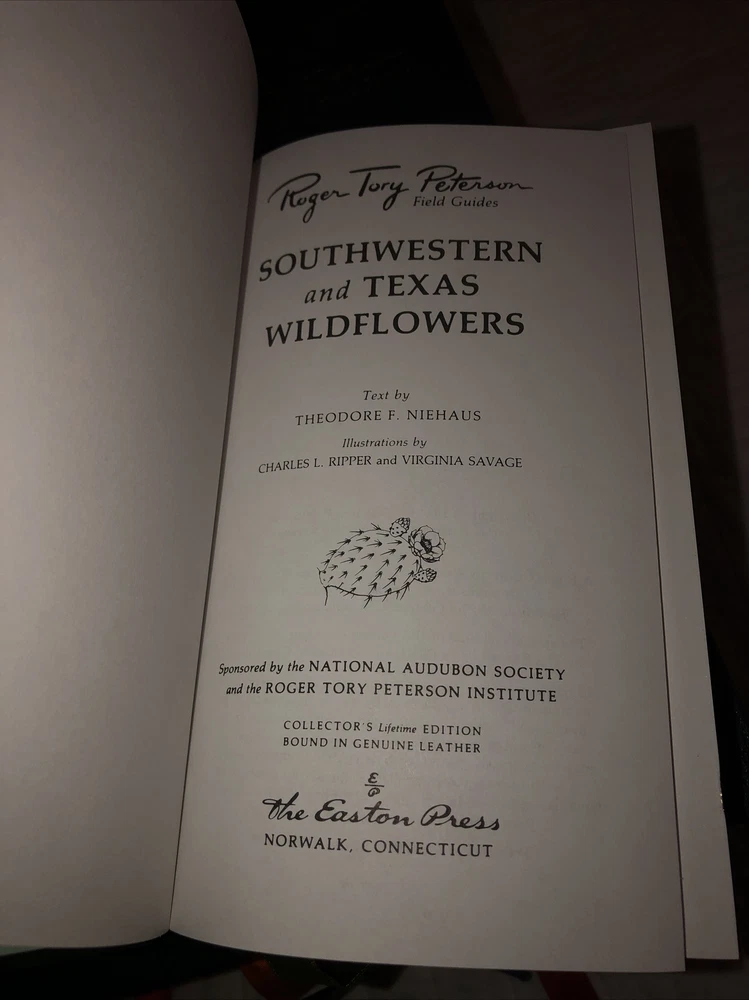 Roger Tory Peterson
Field Guides
SOUTHWESTERN
and TEXAS
WILDFLOWERS
Text by
THEODORE F. NIEHAUS
Illustrations by
CHARLES L. RIPPER and VIRGINIA SAVAGE
Sponsored by the NATIONAL AUDUBON SOCIETY
and the ROGER TORY PETERSON INSTITUTE
COLLECTOR'S Lifetime EDITION
BOUND IN GENUINE LEATHER
E
P
The Easton Press
NORWALK, CONNECTICUT